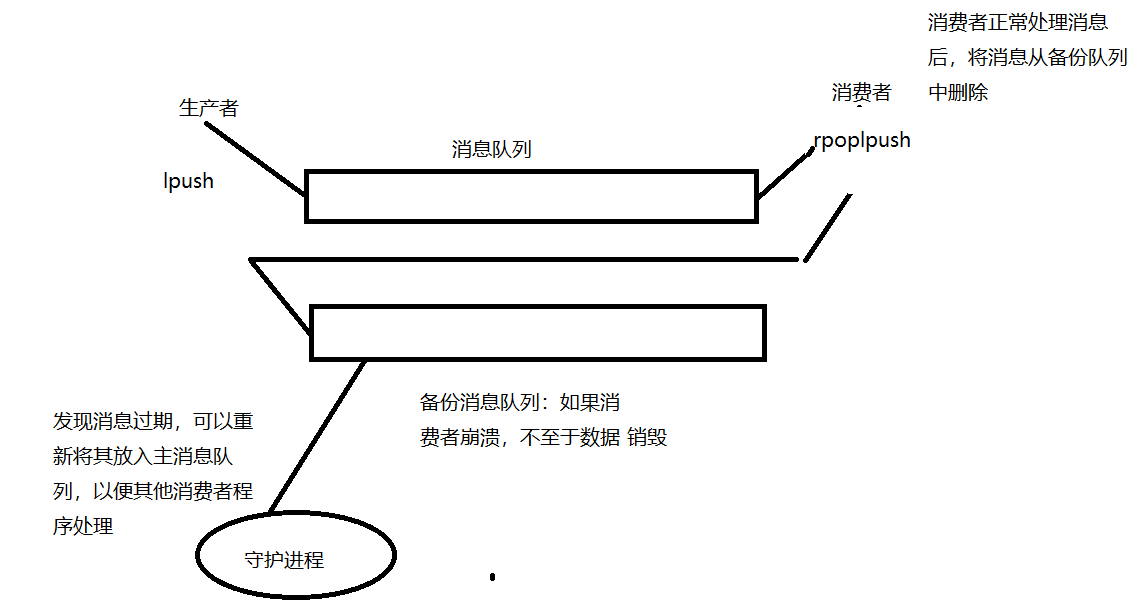 消费者正常处理消息
后，将消息从备份队列
中删除
消费者
生产者
rpoplpush
消息队列
lpush
备份消息队列：如果消
费者崩溃，不至于数据 销毁
发现消息过期，可以重
新将其放入主消息队
列，以便其他消费者程
序处理
守护进程